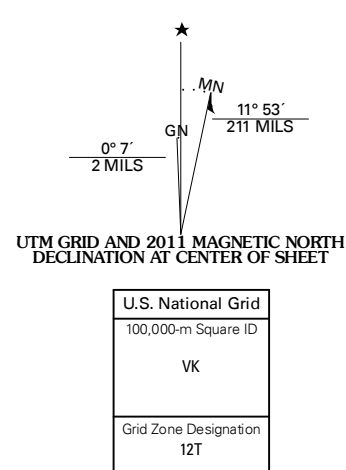 ★
MN
11° 53´
211 MILS
GN
0° 7´
2 MILS
UTM GRID AND 2011 MAGNETIC NORTH
DECLINATION AT CENTER OF SHEET
U.S. National Grid
100,000-m Square ID
VK
Grid Zone Designation
12T